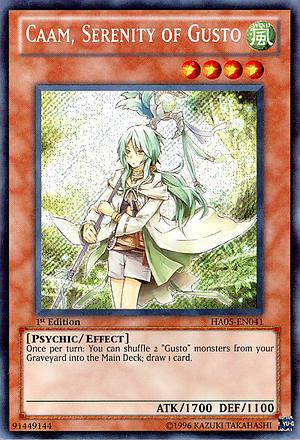 CAAM, SERENITY OF GUSTO
WIND
風
1st Edition
HA05-EN041
[PSYCHIC/EFFECT]
Once per turn: You can shuffle 2 "Gusto" monsters from your
Graveyard into the Main Deck; draw 1 card.
ATK/1700 DEF/1100
91449144
©1996 KAZUKI TAKAHASHI